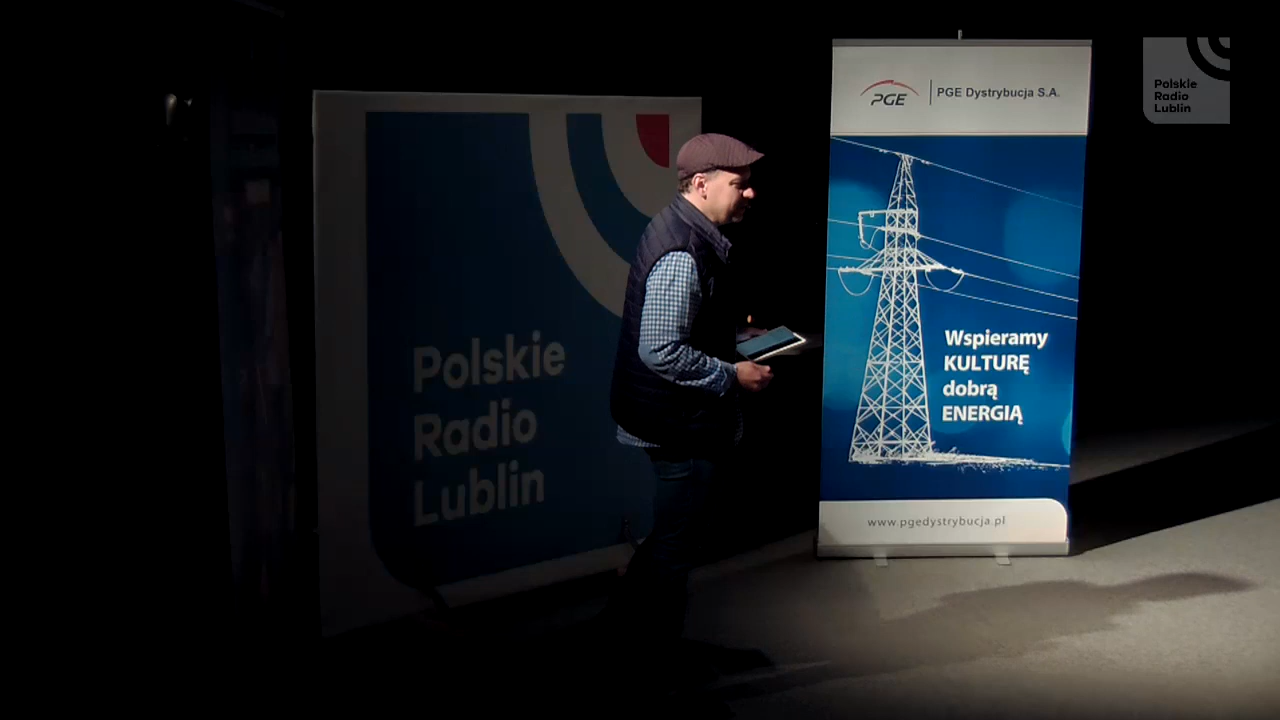 Polskie
Radio
Lublin
PGE
PGE Dystrybucja S.A.
Wspieramy
KULTURĘ
dobrą
ENERGIĄ
www.pgedystrybucja.pl
Polskie
Radio
Lublin